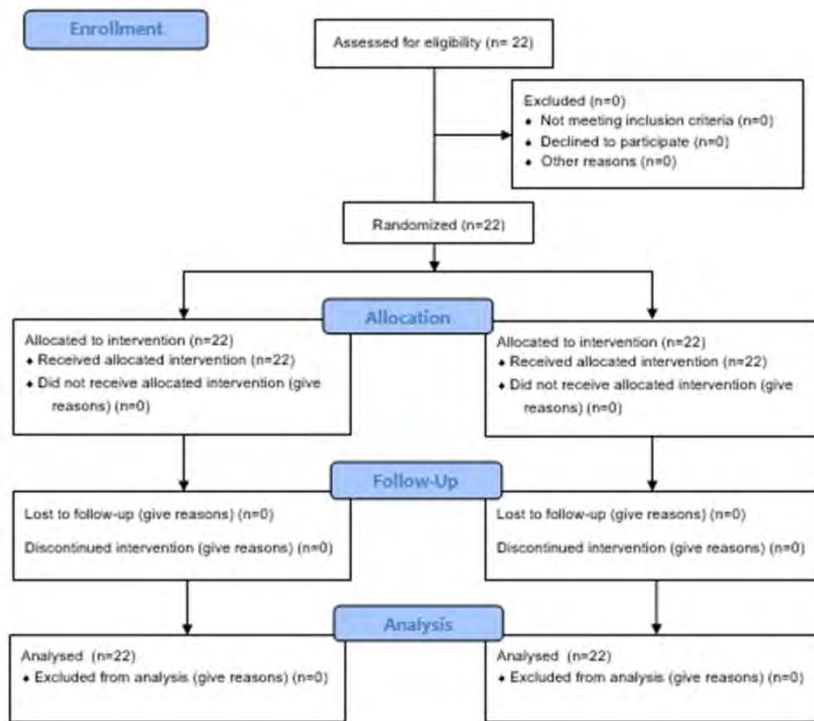 Enrollment
Assessed for eligibility (n= 22)
Excluded (n=0)
♦ Not meeting inclusion criteria (n=0)
♦ Declined to participate (n=0)
♦ Other reasons (n=0)
Randomized (n=22)
Allocation
Allocated to intervention (n=22)
♦ Received allocated intervention (n=22)
♦ Did not receive allocated intervention (give
reasons) (n=0)
Allocated to intervention (n=22)
♦ Received allocated intervention (n=22)
♦ Did not receive allocated intervention (give
reasons) (n=0)
Follow-Up
Lost to follow-up (give reasons) (n=0)
Discontinued intervention (give reasons) (n=0)
Lost to follow-up (give reasons) (n=0)
Discontinued intervention (give reasons) (n=0)
Analysis
Analysed (n=22)
♦ Excluded from analysis (give reasons) (n=0)
Analysed (n=22)
♦ Excluded from analysis (give reasons) (n=0)